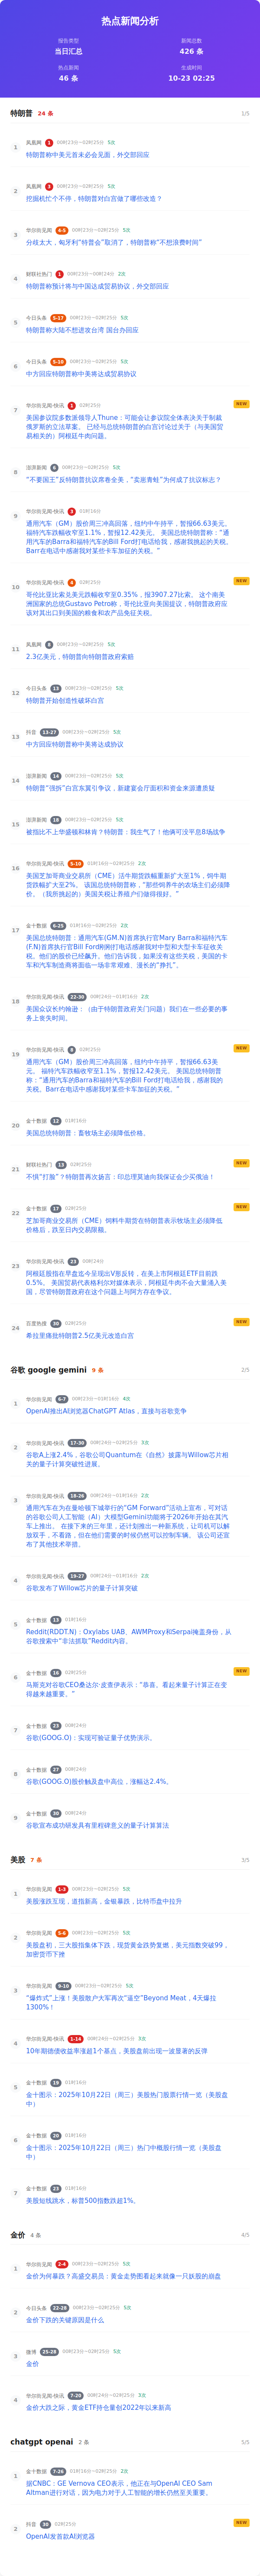 热点新闻分析
报告类型
新闻总数
当日汇总
426 条
热点新闻
生成时间
46 条
10-23 02:25
特朗普 24 条 1/5
1 凤凰网 1 00时23分~02时25分 5次
特朗普称中美元首未必会见面，外交部回应
2 凤凰网 3 00时23分~02时25分 5次
挖掘机忙个不停，特朗普对白宫做了哪些改造？
3 华尔街见闻 4-5 00时23分~02时25分 5次
分歧太大，匈牙利“特普会”取消了，特朗普称“不想浪费时间”
4 财联社热门 1 00时23分~00时24分 2次
特朗普称预计将与中国达成贸易协议，外交部回应
5 今日头条 5-17 00时23分~02时25分 5次
特朗普称大陆不想进攻台湾 国台办回应
6 今日头条 5-10 00时23分~02时25分 5次
中方回应特朗普称中美将达成贸易协议
7 华尔街见闻-快讯 1 02时25分 NEW
美国参议院多数派领导人Thune：可能会让参议院全体表决关于制裁
俄罗斯的立法草案。 已经与总统特朗普的白宫讨论过关于（与美国贸
易相关的）阿根廷牛肉问题。
8 澎湃新闻 6 00时23分~02时25分 5次
“不要国王”反特朗普抗议席卷全美，“卖惠青蛙”为何成了抗议标志？
9 华尔街见闻-快讯 3 01时16分
通用汽车（GM）股价周三冲高回落，纽约中午持平，暂报66.63美元。
福特汽车跌幅收窄至1.1%，暂报12.42美元。 美国总统特朗普称：“通
用汽车的Barra和福特汽车的Bill Ford打电话给我，感谢我挑起的关税。
Barr在电话中感谢我对某些卡车加征的关税。”
10 华尔街见闻-快讯 4 02时25分 NEW
哥伦比亚比索兑美元跌幅收窄至0.35%，报3907.27比索。 这个南美
洲国家的总统Gustavo Petro称，哥伦比亚向美国提议，特朗普政府应
该对其出口到美国的粮食和农产品免征关税。
11 凤凰网 8 00时23分~02时25分 5次
2.3亿美元，特朗普向特朗普政府索赔
12 今日头条 13 00时23分~02时25分 5次
特朗普开始创造性破坏白宫
13 抖音 13-27 00时23分~02时25分 5次
中方回应特朗普称中美将达成协议
14 澎湃新闻 14 00时23分~02时25分 5次
特朗普“强拆”白宫东翼引争议，新建宴会厅面积和资金来源遭质疑
15 澎湃新闻 18 00时23分~02时25分 5次
被指比不上华盛顿和林肯？特朗普：我生气了！他俩可没平息8场战争
16 华尔街见闻-快讯 5-10 01时16分~02时25分 2次
美国芝加哥商业交易所（CME）活牛期货跌幅重新扩大至1%，饲牛期
货跌幅扩大至2%。 该国总统特朗普称，“那些饲养牛的农场主们必须降
价。（我所挑起的）美国关税让养殖户们做得很好。”
17 金十数据 6-25 01时16分~02时25分 2次
美国总统特朗普：通用汽车(GM.N)首席执行官Mary Barra和福特汽车
(F.N)首席执行官Bill Ford刚刚打电话感谢我对中型和大型卡车征收关
税。他们的股价已经飙升。他们告诉我，如果没有这些关税，美国的卡
车和汽车制造商将面临一场非常艰难、漫长的“挣扎”。
18 华尔街见闻-快讯 22-30 00时24分~01时16分 2次
美国众议长约翰逊：（由于特朗普政府关门问题）我们在一些必要的事
务上丧失时间。
19 华尔街见闻-快讯 8 02时25分 NEW
通用汽车（GM）股价周三冲高回落，纽约中午持平，暂报66.63美
元。 福特汽车跌幅收窄至1.1%，暂报12.42美元。 美国总统特朗普
称：“通用汽车的Barra和福特汽车的Bill Ford打电话给我，感谢我的
关税。Barr在电话中感谢我对某些卡车加征的关税。”
20 金十数据 12 01时16分
美国总统特朗普：畜牧场主必须降低价格。
21 财联社热门 13 02时25分 NEW
不惧“打脸”？特朗普再次扬言：印总理莫迪向我保证会少买俄油！
22 金十数据 17 02时25分 NEW
芝加哥商业交易所（CME）饲料牛期货在特朗普表示牧场主必须降低
价格后，跌至日内交易限额。
23 华尔街见闻-快讯 23 00时24分
阿根廷股指在早盘迄今呈现出V形反转，在美上市阿根廷ETF目前跌
0.5%。 美国贸易代表格利尔对媒体表示，阿根廷牛肉不会大量涌入美
国，尽管特朗普政府在这个问题上与阿方存在争议。
24 百度热搜 30 02时25分 NEW
希拉里痛批特朗普2.5亿美元改造白宫
谷歌 google gemini 9 条 2/5
1 华尔街见闻 6-7 00时23分~01时16分 4次
OpenAI推出AI浏览器ChatGPT Atlas，直接与谷歌竞争
2 华尔街见闻-快讯 17-30 00时24分~02时25分 3次
谷歌A上涨2.4%，谷歌公司Quantum在《自然》披露与Willow芯片相
关的量子计算突破性进展。
3 华尔街见闻-快讯 18-26 00时24分~01时16分 2次
通用汽车在为在曼哈顿下城举行的“GM Forward”活动上宣布，可对话
的谷歌公司人工智能（AI）大模型Gemini功能将于2026年开始在其汽
车上推出。 在接下来的三年里，还计划推出一种新系统，让司机可以解
放双手，不看路，但在他们需要的时候仍然可以控制车辆。 该公司还宣
布了其他技术举措。
4 华尔街见闻-快讯 19-27 00时24分~01时16分 2次
谷歌发布了Willow芯片的量子计算突破
5 金十数据 13 01时16分
Reddit(RDDT.N)：Oxylabs UAB、AWMProxy和Serpai掩盖身份，从
谷歌搜索中“非法抓取”Reddit内容。
6 金十数据 19 02时25分 NEW
马斯克对谷歌CEO桑达尔·皮查伊表示：“恭喜。看起来量子计算正在变
得越来越重要。”
7 金十数据 23 00时24分
谷歌(GOOG.O)：实现可验证量子优势演示。
8 金十数据 27 00时24分
谷歌(GOOG.O)股价触及盘中高位，涨幅达2.4%。
9 金十数据 30 00时24分
谷歌宣布成功研发具有里程碑意义的量子计算算法
美股 7 条 3/5
1 华尔街见闻 1-3 00时23分~02时25分 5次
美股涨跌互现，道指新高，金银暴跌，比特币盘中拉升
2 华尔街见闻 5-6 00时23分~02时25分 5次
美股盘初，三大股指集体下跌，现货黄金跌势复燃，美元指数突破99，
加密货币下挫
3 华尔街见闻 9-10 00时23分~02时25分 5次
“爆炸式”上涨！美股散户大军再次“逼空”Beyond Meat，4天爆拉
1300%！
4 华尔街见闻-快讯 1-14 00时24分~02时25分 3次
10年期德债收益率涨超1个基点，美股盘前出现一波显著的反弹
5 金十数据 19 01时16分
金十图示：2025年10月22日（周三）美股热门股票行情一览（美股盘
中）
6 金十数据 20 01时16分
金十图示：2025年10月22日（周三）热门中概股行情一览（美股盘
中）
7 金十数据 23 01时16分
美股短线跳水，标普500指数跌超1%。
金价 4 条 4/5
1 华尔街见闻 2-4 00时23分~02时25分 5次
金价为何暴跌？高盛交易员：黄金走势图看起来就像一只妖股的崩盘
2 今日头条 22-28 00时23分~02时25分 5次
金价下跌的关键原因是什么
3 微博 25-28 00时23分~02时25分 5次
金价
4 华尔街见闻-快讯 7-20 00时24分~02时25分 3次
金价大跌之际，黄金ETF持仓量创2022年以来新高
chatgpt openai 2 条 5/5
1 金十数据 7-26 01时16分~02时25分 2次
据CNBC：GE Vernova CEO表示，他正在与OpenAI CEO Sam
Altman进行对话，因为电力对于人工智能的增长仍然至关重要。
2 抖音 30 02时25分 NEW
OpenAI发首款AI浏览器